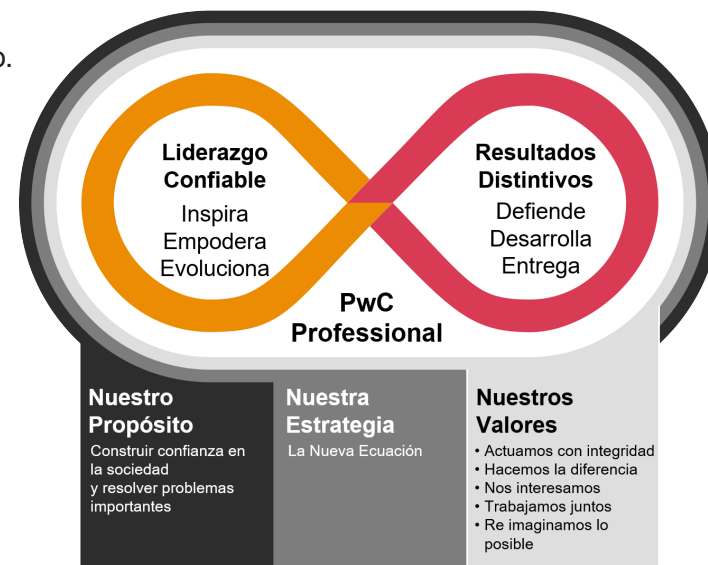 o.
Liderazgo
Confiable
Inspira
Empodera
Evoluciona
Resultados
Distintivos
Defiende
Desarrolla
Entrega
PwC
Professional
Nuestro
Propósito
Construir confianza en
la sociedad
y resolver problemas
importantes
Nuestra
Estrategia
La Nueva Ecuación
Nuestros
Valores
• Actuamos con integridad
• Hacemos la diferencia
• Nos interesamos
• Trabajamos juntos
• Re imaginamos lo
posible